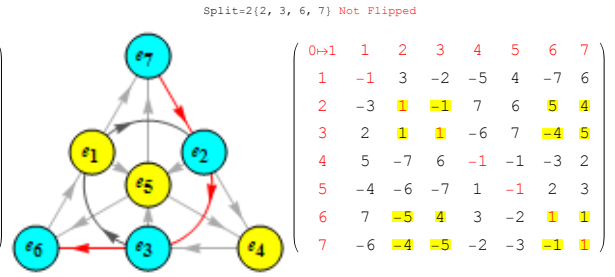 Split=2{2, 3, 6, 7} Not Flipped
e7
e1
e2
e5
e6
e3
e4
0↦1 1 2 3 4 5 6 7
1 -1 3 -2 -5 4 -7 6
2 -3 1 -1 7 6 5 4
3 2 1 1 -6 7 -4 5
4 5 -7 6 -1 -1 -3 2
5 -4 -6 -7 1 -1 2 3
6 7 -5 4 3 -2 1 1
7 -6 -4 -5 -2 -3 -1 1